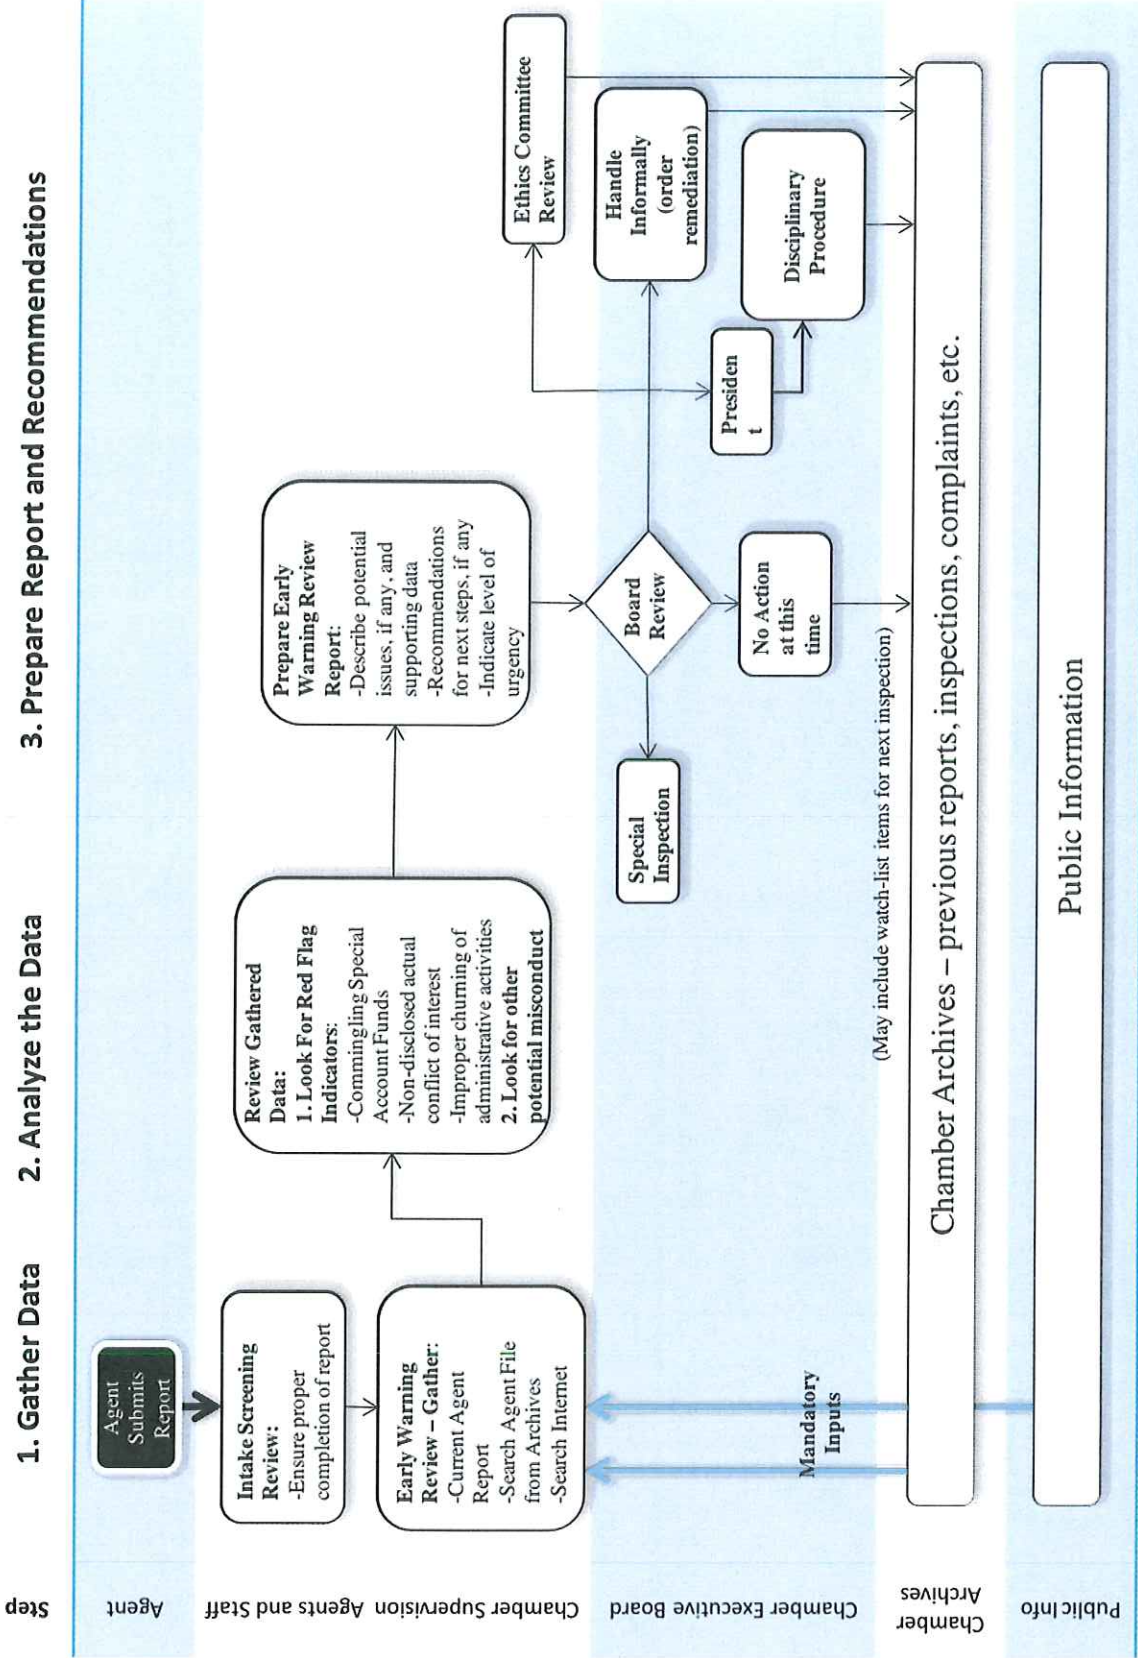 1. Gather Data
2. Analyze the Data
3. Prepare Report and Recommendations
Step
Agent
Agent
Submits
Report
Chamber Supervision Agents and Staff
Intake Screening
Review:
-Ensure proper
completion of report
Early Warning
Review – Gather:
-Current Agent
Report
-Search Agent File
from Archives
-Search Internet
Review Gathered
Data:
1. Look For Red Flag
Indicators:
-Commingling Special
Account Funds
-Non-disclosed actual
conflict of interest
-Improper churning of
administrative activities
2. Look for other
potential misconduct
Prepare Early
Warning Review
Report:
-Describe potential
issues, if any, and
supporting data
-Recommendations
for next steps, if any
-Indicate level of
urgency
Ethics Committee
Review
Chamber Executive Board
Mandatory
Inputs
Special
Inspection
Board
Review
No Action
at this
time
Handle
Informally
(order
remediation)
Presiden
t
Disciplinary
Procedure
(May include watch-list items for next inspection)
Chamber
Archives
Chamber Archives – previous reports, inspections, complaints, etc.
Public Info
Public Information